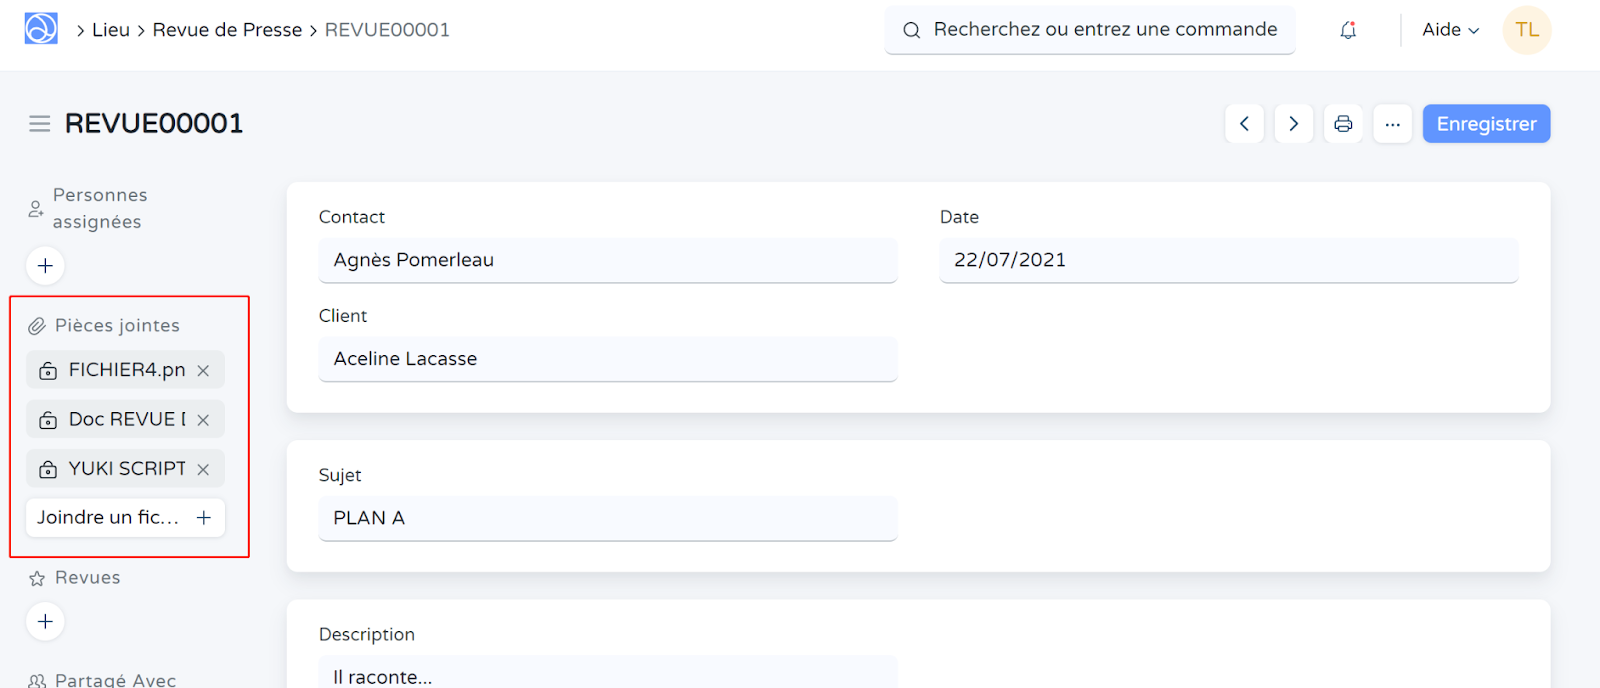 Lieu > Revue de Presse > REVUE00001
Recherchez ou entrez une commande
Aide
TL
REVUE00001
Enregistrer
Personnes
assignées
Pièces jointes
FICHIER4.pn
Doc REVUE
YUKI SCRIPT
Joindre un fic...
Revues
Partagé Avec
Contact
Agnès Pomerleau
Date
22/07/2021
Client
Aceline Lacasse
Sujet
PLAN A
Description
Il raconte...